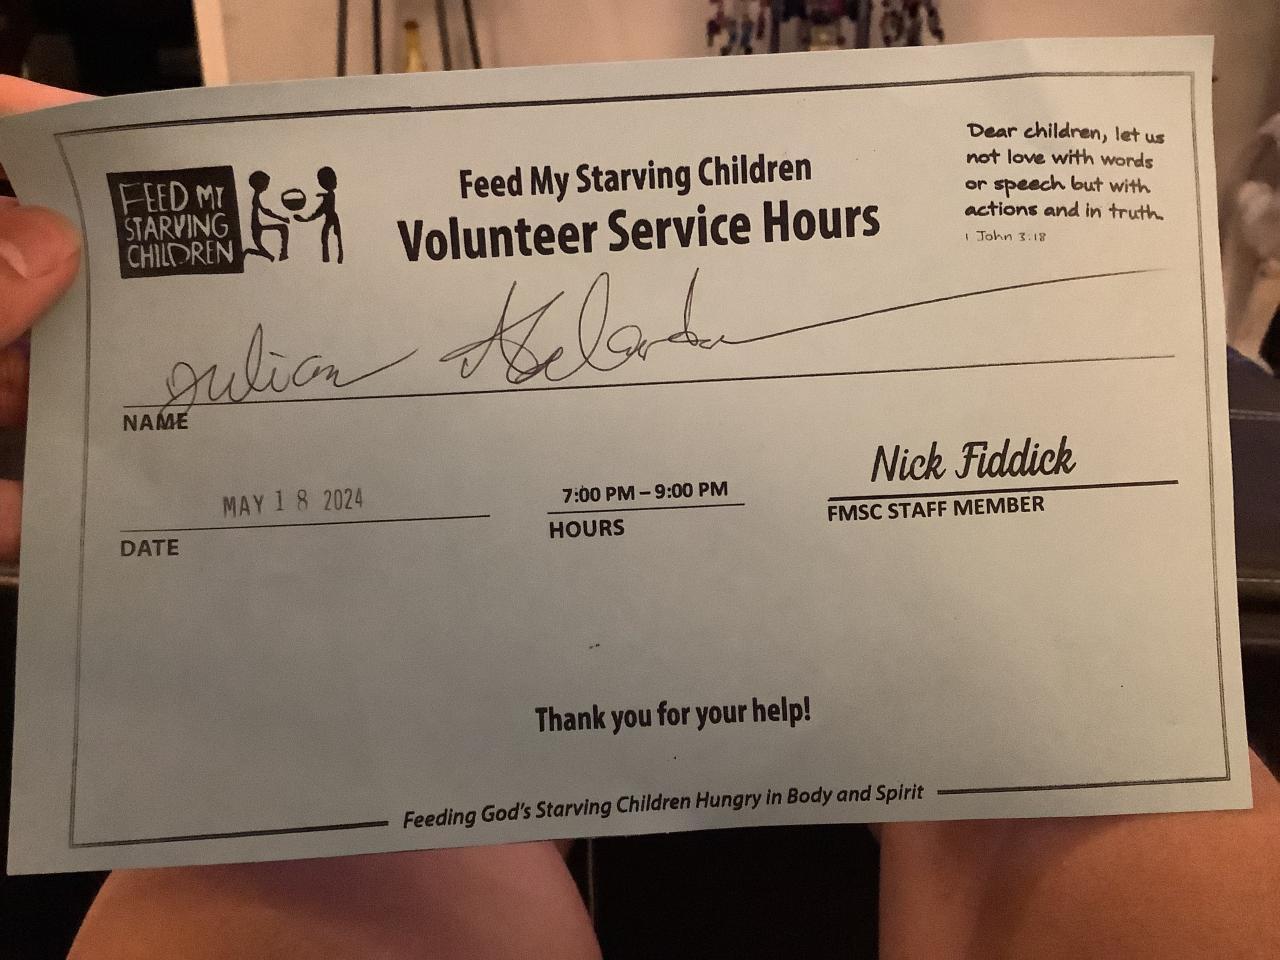 FEED MY
STARVING
CHILDREN
Feed My Starving Children
Volunteer Service Hours
Dear children, let us
not love with words
or speech but with
actions and in truth.
1 John 3:18
Julian
NAME
MAY 18 2024
DATE
7:00 PM – 9:00 PM
HOURS
Nick Fiddick
FMSC STAFF MEMBER
Thank you for your help!
Feeding God's Starving Children Hungry in Body and Spirit